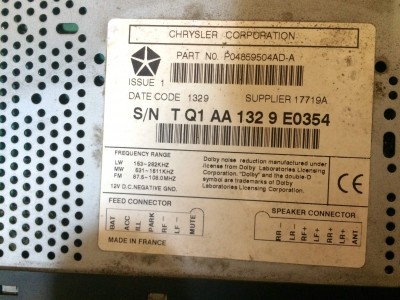 CHRYSLER CORPORATION
PART NO. P04869504AD-A
ISSUE 1
DATE CODE 1329 SUPPLIER 17719A
S/N T Q1 AA 132 9 E0354
FREQUENCY RANGE
LW 153-282KHZ
MW 531-1611KHZ
FM 87.5-108.0MHZ
12V D.C.NEGATIVE GND.
Dolby noise reduction manufactured under
license from Dolby Laboratories Licensing
Corporation. "Dolby" and the double-D
symbol are trademarks of Dolby
Laboratories Licensing Corporation.
CE
FEED CONNECTOR
BAT
ACC
ILL
PARK
RF -
LF -
MUTE
SPEAKER CONNECTOR
RR -
LR -
RF+
LF+
RR+
LR+
ANT.
MADE IN FRANCE